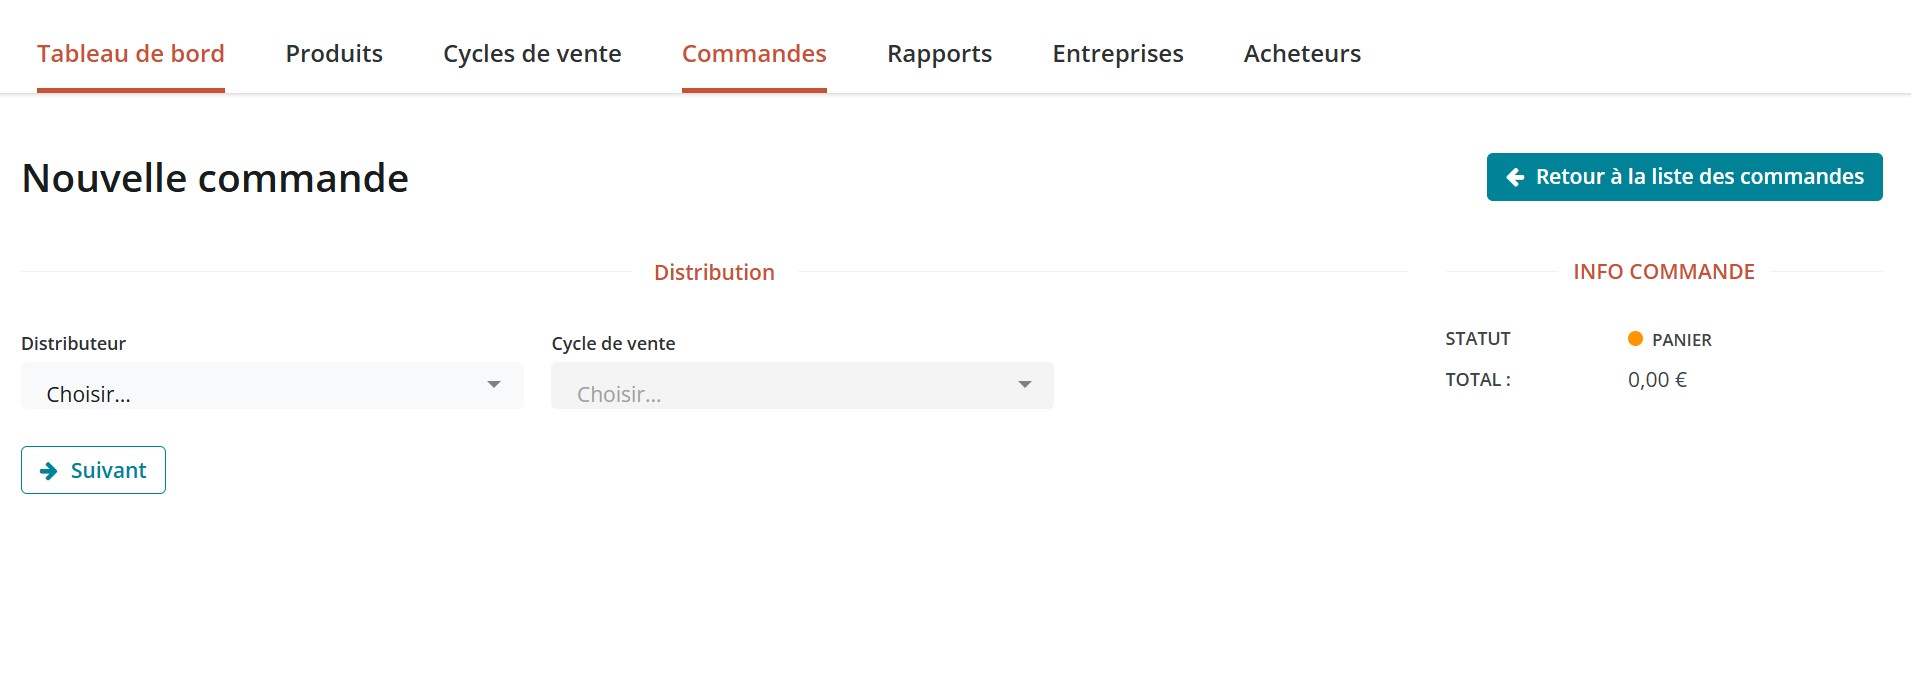 Tableau de bord Produits Cycles de vente Commandes Rapports Entreprises Acheteurs
Nouvelle commande
Retour à la liste des commandes
Distribution
INFO COMMANDE
Distributeur
Choisir...
Cycle de vente
Choisir...
Suivant
STATUT PANIER
TOTAL : 0,00 €